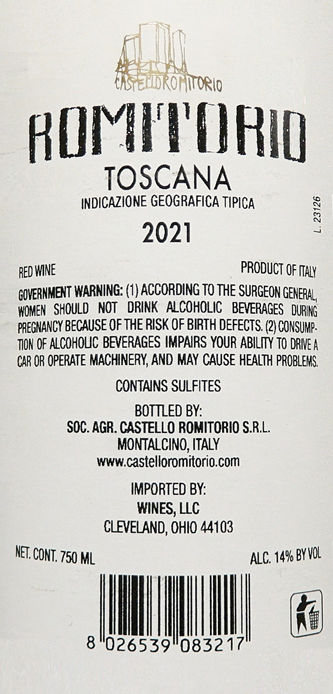 CASTELLOROMITORIO
ROMITORIO
TOSCANA
INDICAZIONE GEOGRAFICA TIPICA
2021
L. 23126
RED WINE
PRODUCT OF ITALY
GOVERNMENT WARNING: (1) ACCORDING TO THE SURGEON GENERAL,
WOMEN SHOULD NOT DRINK ALCOHOLIC BEVERAGES DURING
PREGNANCY BECAUSE OF THE RISK OF BIRTH DEFECTS. (2) CONSUMP-
TION OF ALCOHOLIC BEVERAGES IMPAIRS YOUR ABILITY TO DRIVE A
CAR OR OPERATE MACHINERY, AND MAY CAUSE HEALTH PROBLEMS.
CONTAINS SULFITES
BOTTLED BY:
SOC. AGR. CASTELLO ROMITORIO S.R.L.
MONTALCINO, ITALY
www.castelloromitorio.com
IMPORTED BY:
WINES, LLC
CLEVELAND, OHIO 44103
NET. CONT. 750 ML
ALC. 14% BY VOL
8 026539 083217